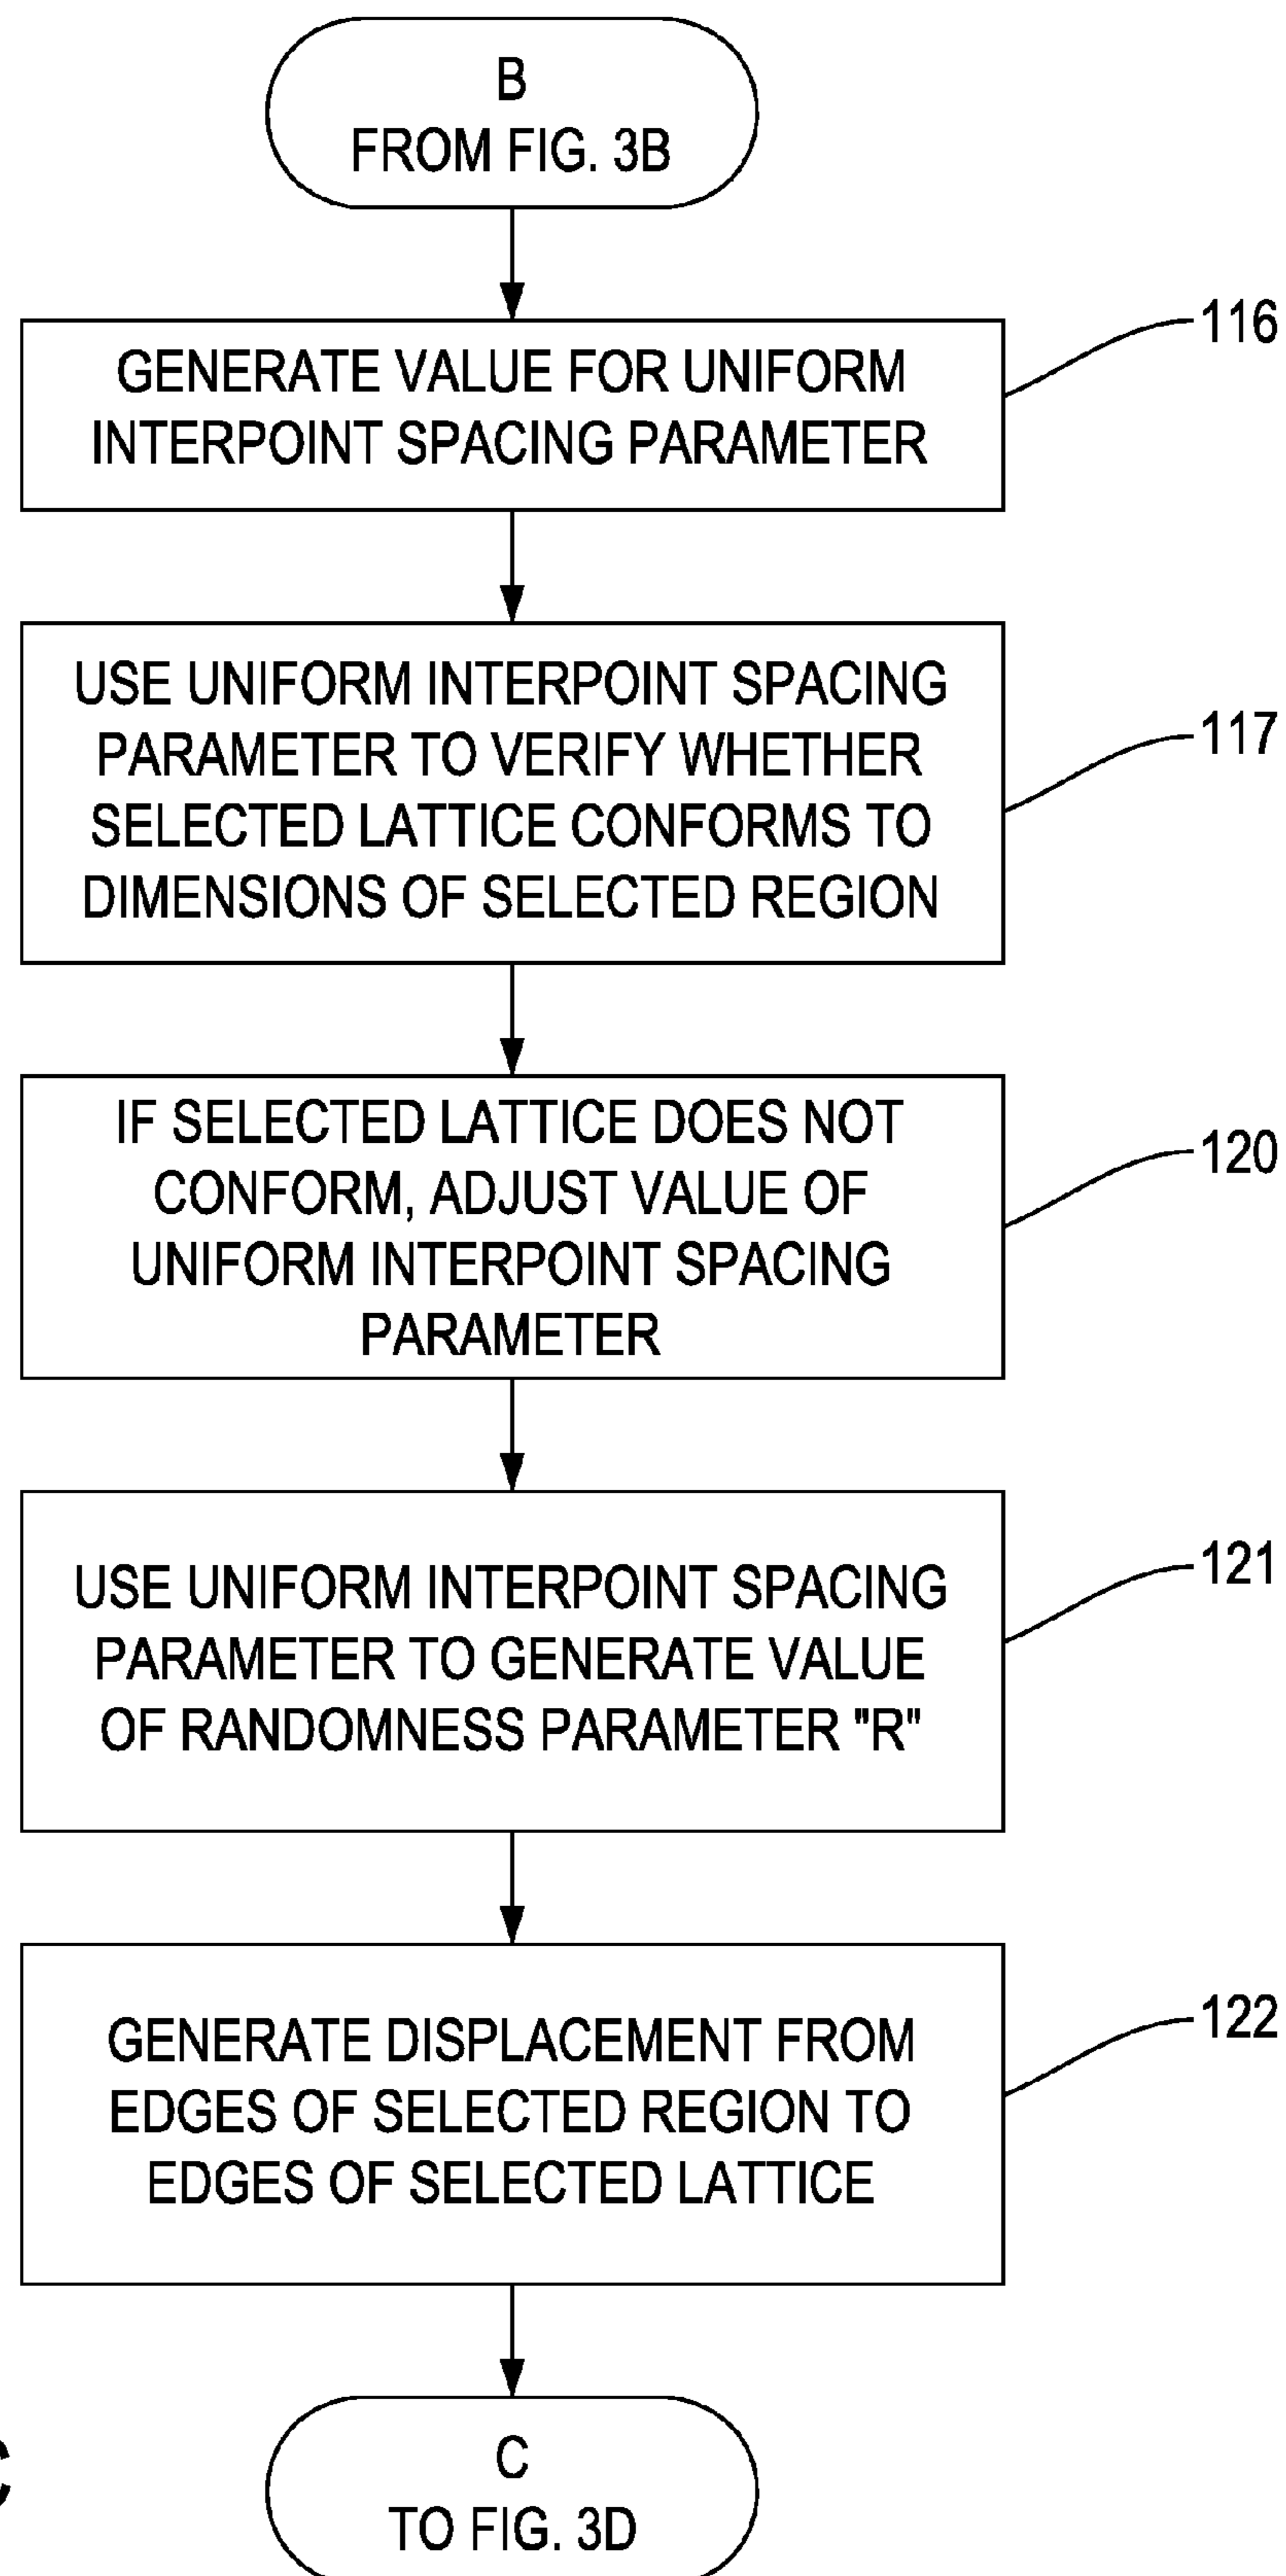 B
FROM FIG. 3B
116
GENERATE VALUE FOR UNIFORM
INTERPOINT SPACING PARAMETER
117
USE UNIFORM INTERPOINT SPACING
PARAMETER TO VERIFY WHETHER
SELECTED LATTICE CONFORMS TO
DIMENSIONS OF SELECTED REGION
120
IF SELECTED LATTICE DOES NOT
CONFORM, ADJUST VALUE OF
UNIFORM INTERPOINT SPACING
PARAMETER
121
USE UNIFORM INTERPOINT SPACING
PARAMETER TO GENERATE VALUE
OF RANDOMNESS PARAMETER "R"
122
GENERATE DISPLACEMENT FROM
EDGES OF SELECTED REGION TO
EDGES OF SELECTED LATTICE
C
TO FIG. 3D